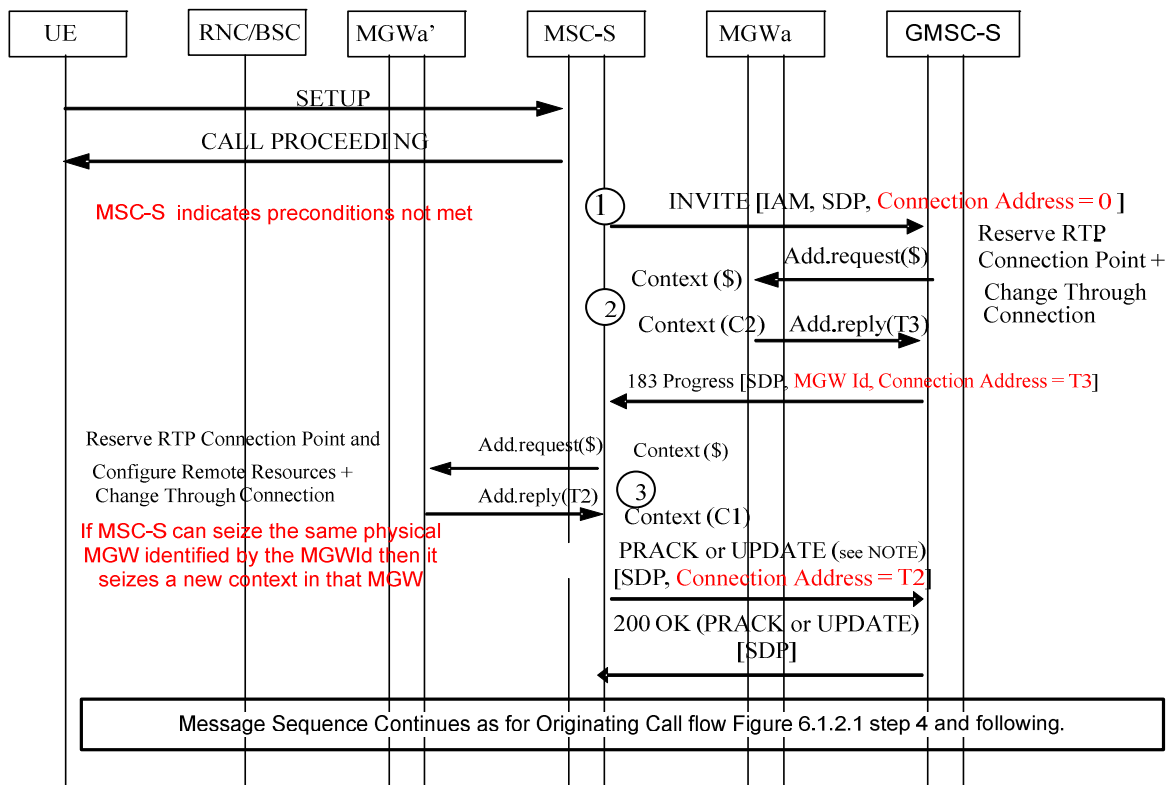 UE RNC/BSC MGWa’ MSC-S MGWa GMSC-S
SETUP
CALL PROCEEDING
MSC-S indicates preconditions not met
1
INVITE [IAM, SDP, Connection Address = 0 ]
Reserve RTP
Connection Point +
Change Through
Connection
Add.request($)
Context ($)
2
Context (C2)
Add.reply(T3)
183 Progress [SDP, MGW Id, Connection Address = T3]
Reserve RTP Connection Point and
Configure Remote Resources +
Change Through Connection
Add.request($)
Context ($)
3
Add.reply(T2)
Context (C1)
If MSC-S can seize the same physical
MGW identified by the MGWId then it
seizes a new context in that MGW
PRACK or UPDATE (see NOTE)
[SDP, Connection Address = T2]
200 OK (PRACK or UPDATE)
[SDP]
Message Sequence Continues as for Originating Call flow Figure 6.1.2.1 step 4 and following.